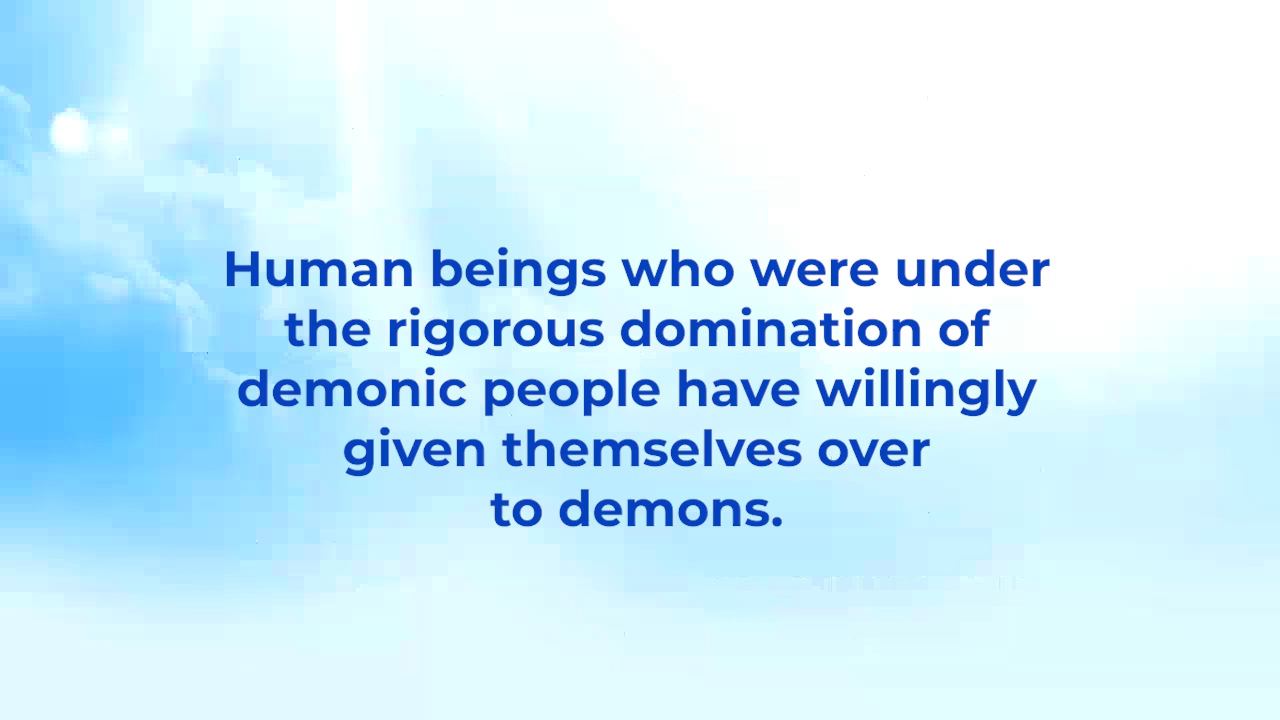 Human beings who were under
the rigorous domination of
demonic people have willingly
given themselves over
to demons.